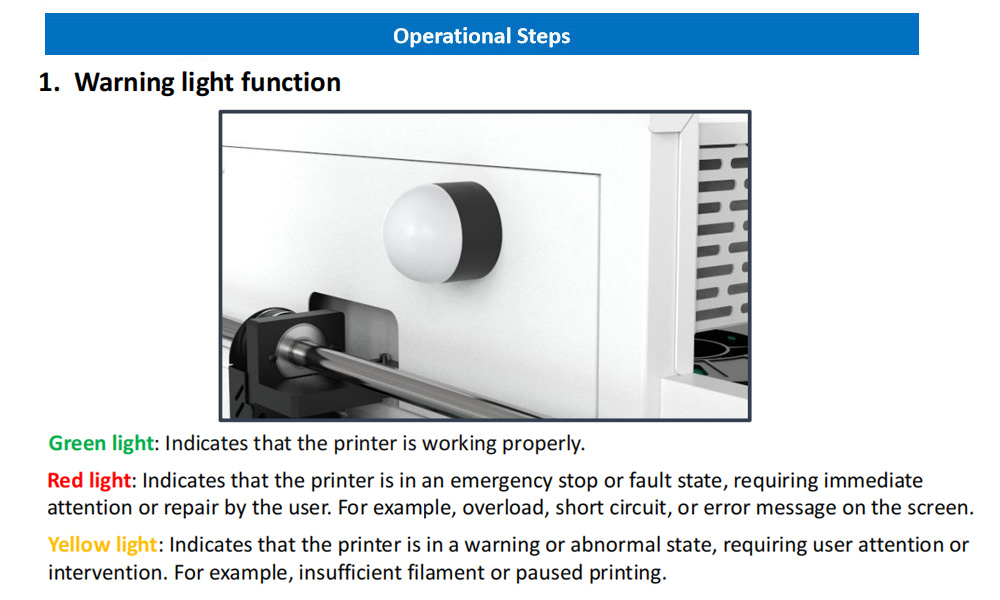 Operational Steps
1. Warning light function
Green light: Indicates that the printer is working properly.
Red light: Indicates that the printer is in an emergency stop or fault state, requiring immediate
attention or repair by the user. For example, overload, short circuit, or error message on the screen.
Yellow light: Indicates that the printer is in a warning or abnormal state, requiring user attention or
intervention. For example, insufficient filament or paused printing.